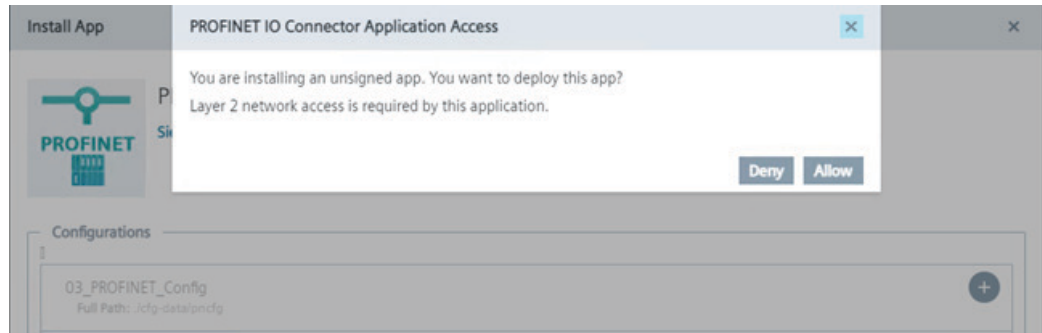 Install App
PROFINET IO Connector Application Access
You are installing an unsigned app. You want to deploy this app?
Layer 2 network access is required by this application.
Deny Allow
P
Si
PROFINET
Configurations
03_PROFINET_Config
Full Path: ./cfg-data/pncfg